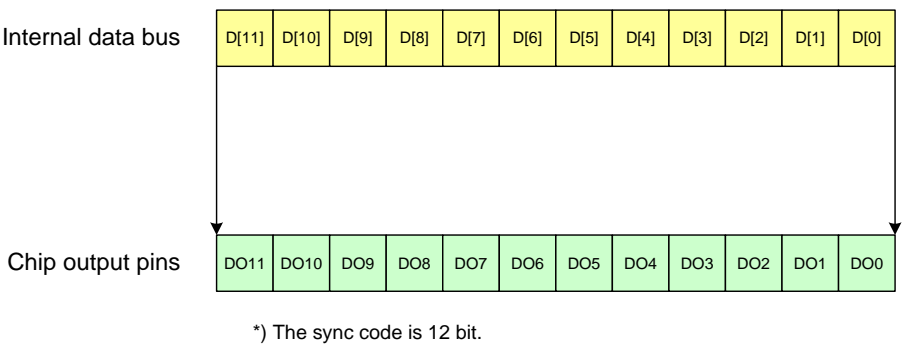 Internal data bus D[11] D[10] D[9] D[8] D[7] D[6] D[5] D[4] D[3] D[2] D[1] D[0]
Chip output pins DO11 DO10 DO9 DO8 DO7 DO6 DO5 DO4 DO3 DO2 DO1 DO0
*) The sync code is 12 bit.